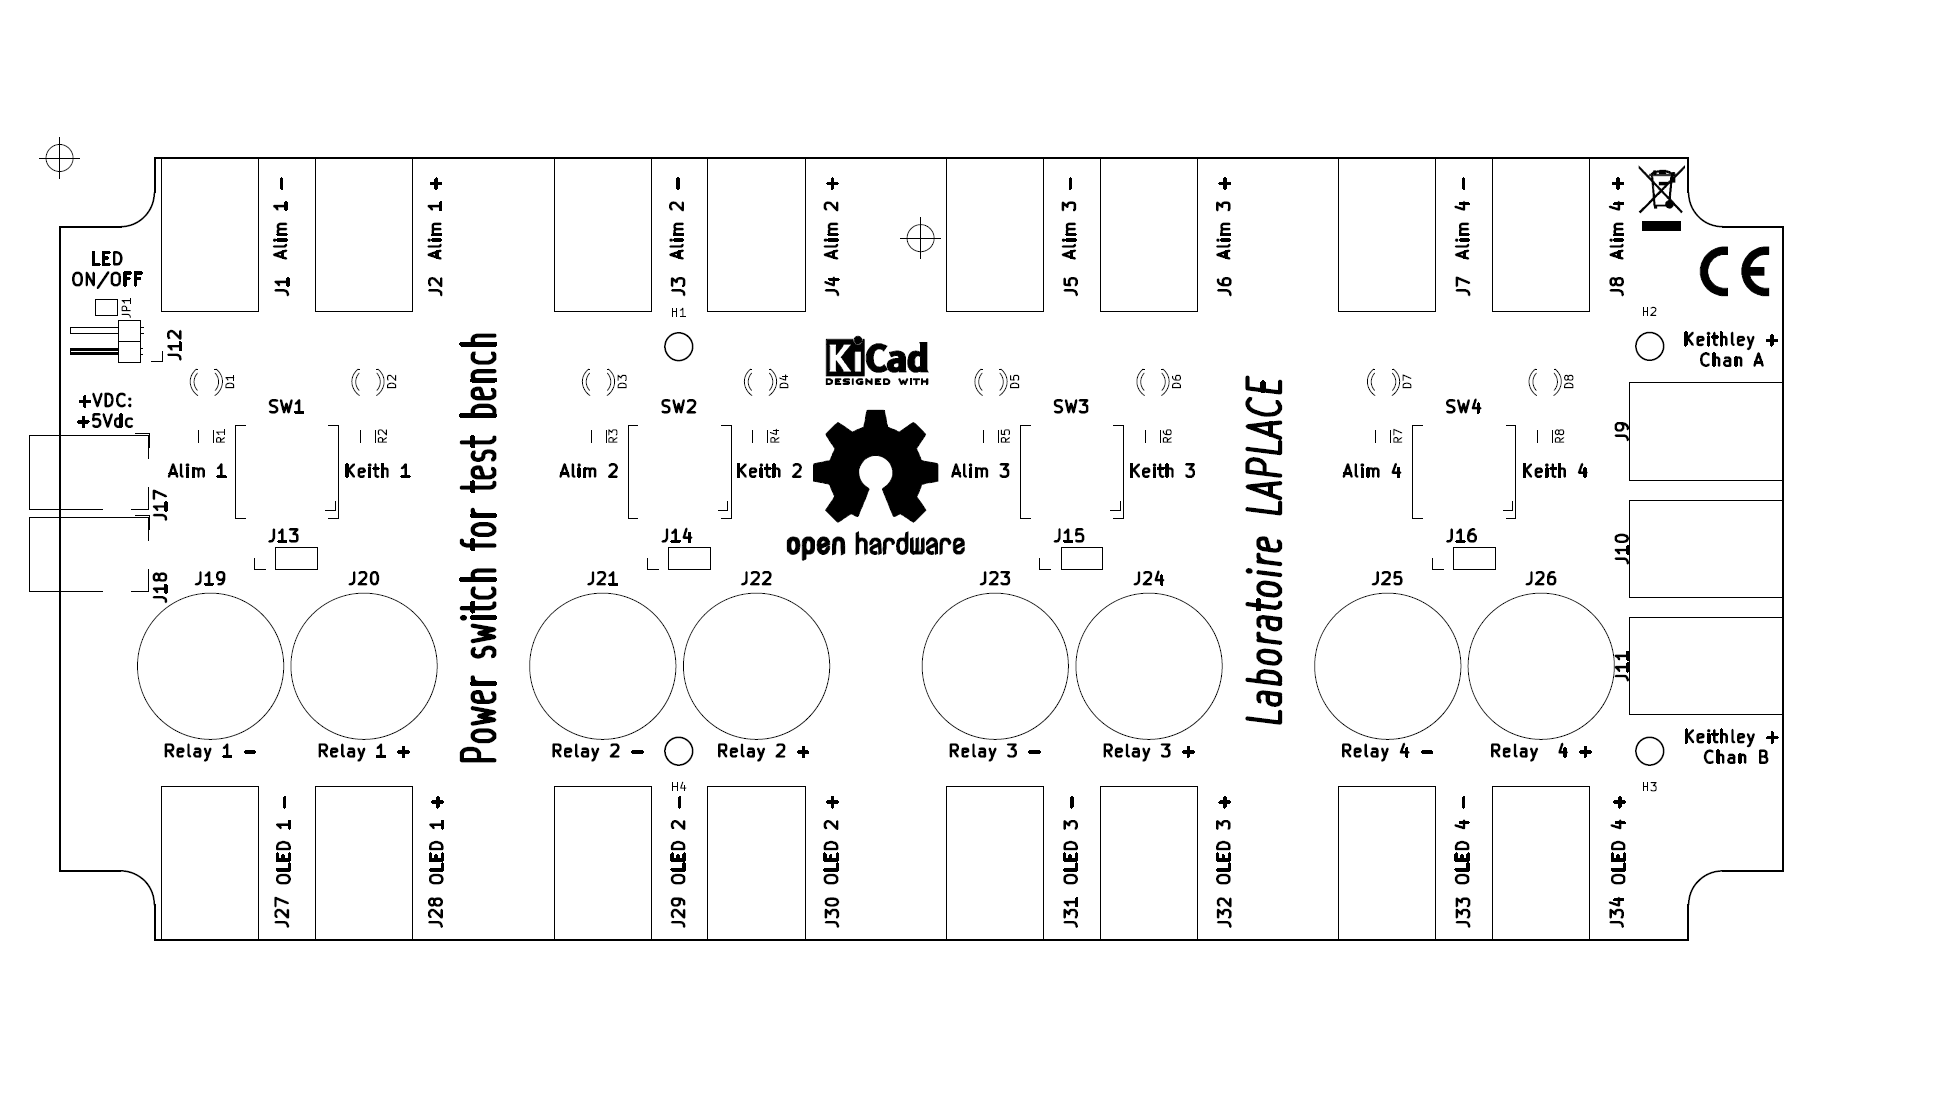 J1 Alim 1 -
J2 Alim 1 +
J3 Alim 2 -
J4 Alim 2 +
J5 Alim 3 -
J6 Alim 3 +
J7 Alim 4 -
J8 Alim 4 +
LED
ON/OFF
JP1
J12
H1
H2
CE
Keithley +
Chan A
KiCad
DESIGNED WITH
D1
D2
D3
D4
D5
D6
D7
D8
+VDC:
+5Vdc
SW1
SW2
SW3
SW4
R1
R2
R3
R4
R5
R6
R7
R8
J9
Alim 1
Keith 1
Alim 2
Keith 2
Alim 3
Keith 3
Alim 4
Keith 4
J17
Power switch for test bench
Laboratoire LAPLACE
open hardware
J13
J14
J15
J16
J10
J18
J19
J20
J21
J22
J23
J24
J25
J26
J11
Relay 1 -
Relay 1 +
Relay 2 -
Relay 2 +
Relay 3 -
Relay 3 +
Relay 4 -
Relay  4 +
Keithley +
Chan B
H4
H3
J27 OLED 1 -
J28 OLED 1 +
J29 OLED 2 -
J30 OLED 2 +
J31 OLED 3 -
J32 OLED 3 +
J33 OLED 4 -
J34 OLED 4 +